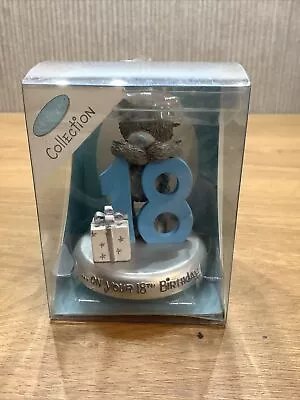 Collection
18
... ON YOUR 18TH BIRTHDAY